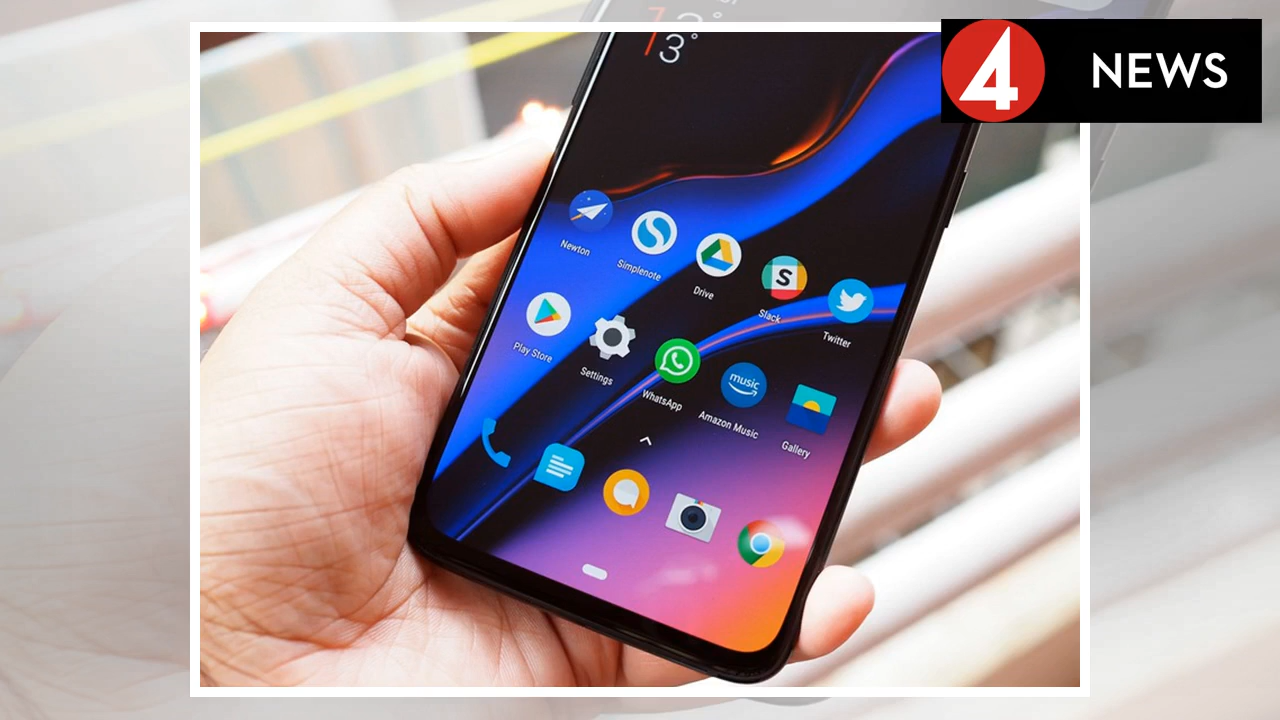 4 NEWS
13°
Newton
Simplenote
Drive
Slack
Twitter
Play Store
Settings
WhatsApp
music
Amazon Music
Gallery